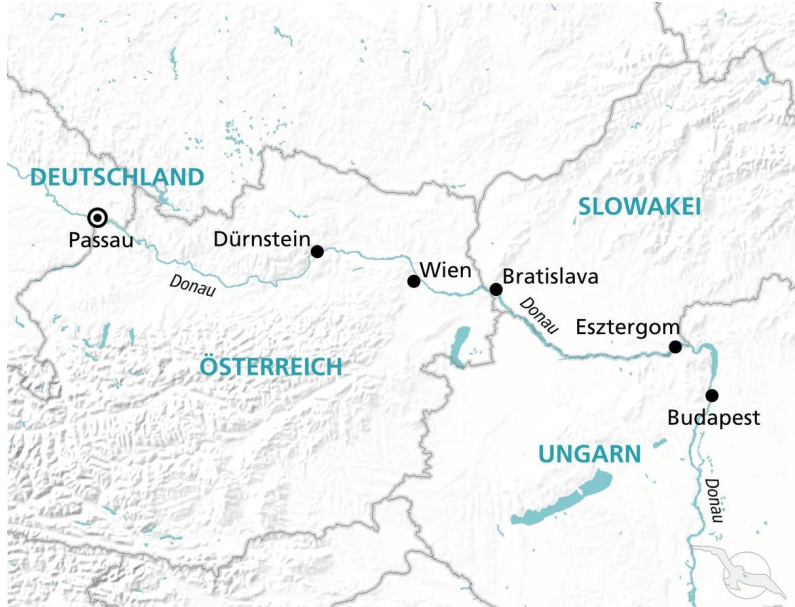 DEUTSCHLAND
SLOWAKEI
Passau
Dürnstein
Wien
Bratislava
Donau
Donau
Esztergom
ÖSTERREICH
Budapest
UNGARN
Donau